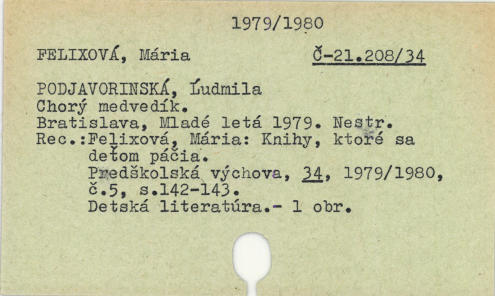 1979/1980
FELIXOVÁ, Mária Č-21.208/34
PODJAVORINSKÁ, Ľudmila
Chorý medvedík.
Bratislava, Mladé letá 1979. Nestr.
Rec.:Felixová, Mária: Knihy, ktoré sa
deťom páčia.
Predškolská výchova, 34, 1979/1980,
č.5, s.142-143.
Detská literatúra.- 1 obr.